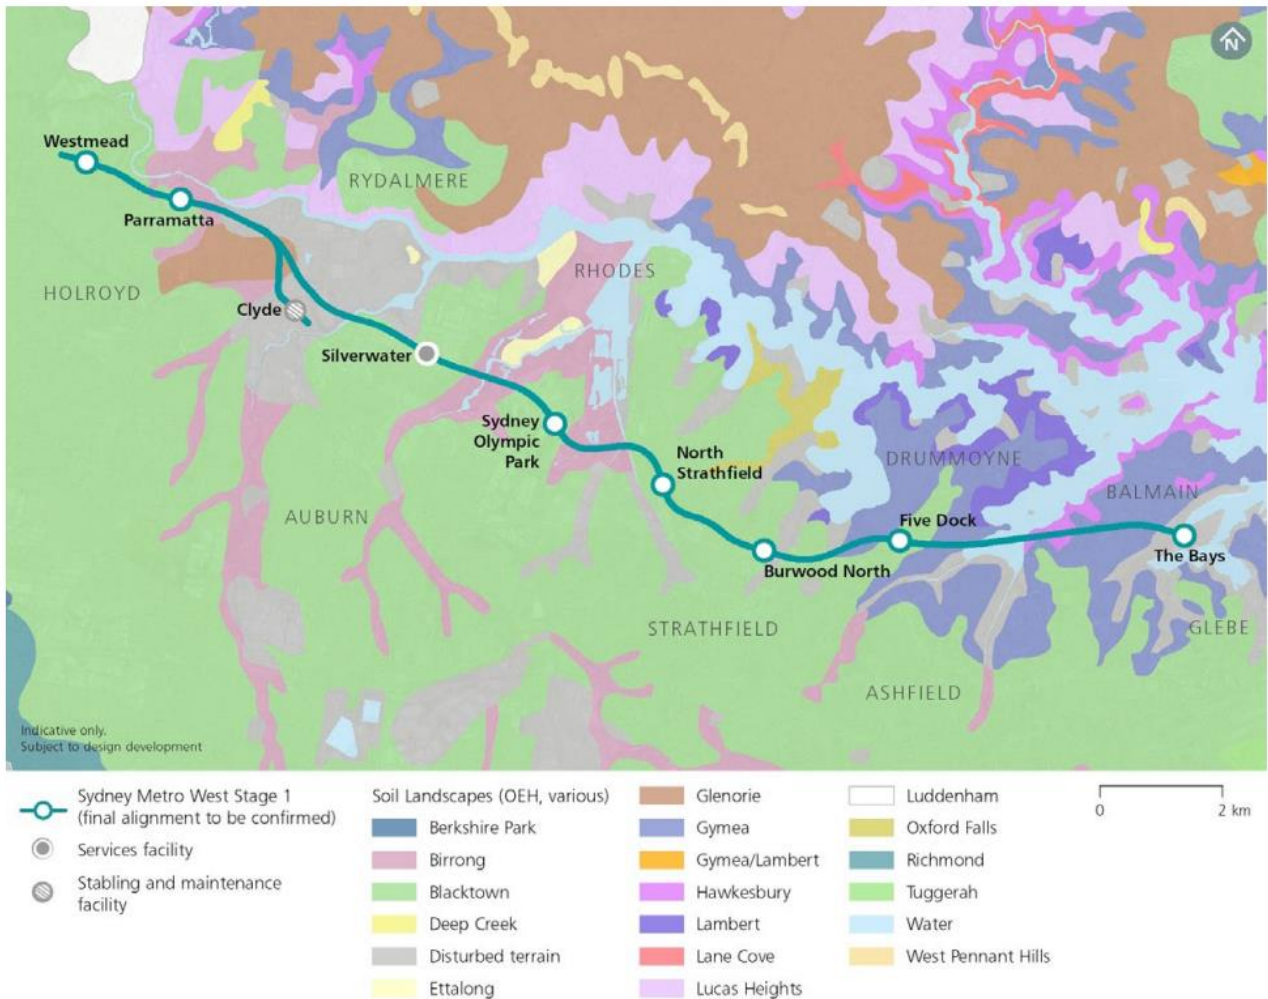 N
Westmead
RYDALMERE
Parramatta
RHODES
HOLROYD
Clyde
Silverwater
Sydney
Olympic
Park
North
Strathfield
DRUMMOYNE
BALMAIN
AUBURN
Five Dock
The Bays
Burwood North
STRATHFIELD
GLEBE
ASHFIELD
Indicative only.
Subject to design development
Sydney Metro West Stage 1
(final alignment to be confirmed)
Services facility
Stabling and maintenance
facility
Soil Landscapes (OEH, various)
Berkshire Park
Birrong
Blacktown
Deep Creek
Disturbed terrain
Ettalong
Glenorie
Gymea
Gymea/Lambert
Hawkesbury
Lambert
Lane Cove
Lucas Heights
Luddenham
Oxford Falls
Richmond
Tuggerah
Water
West Pennant Hills
0 2 km